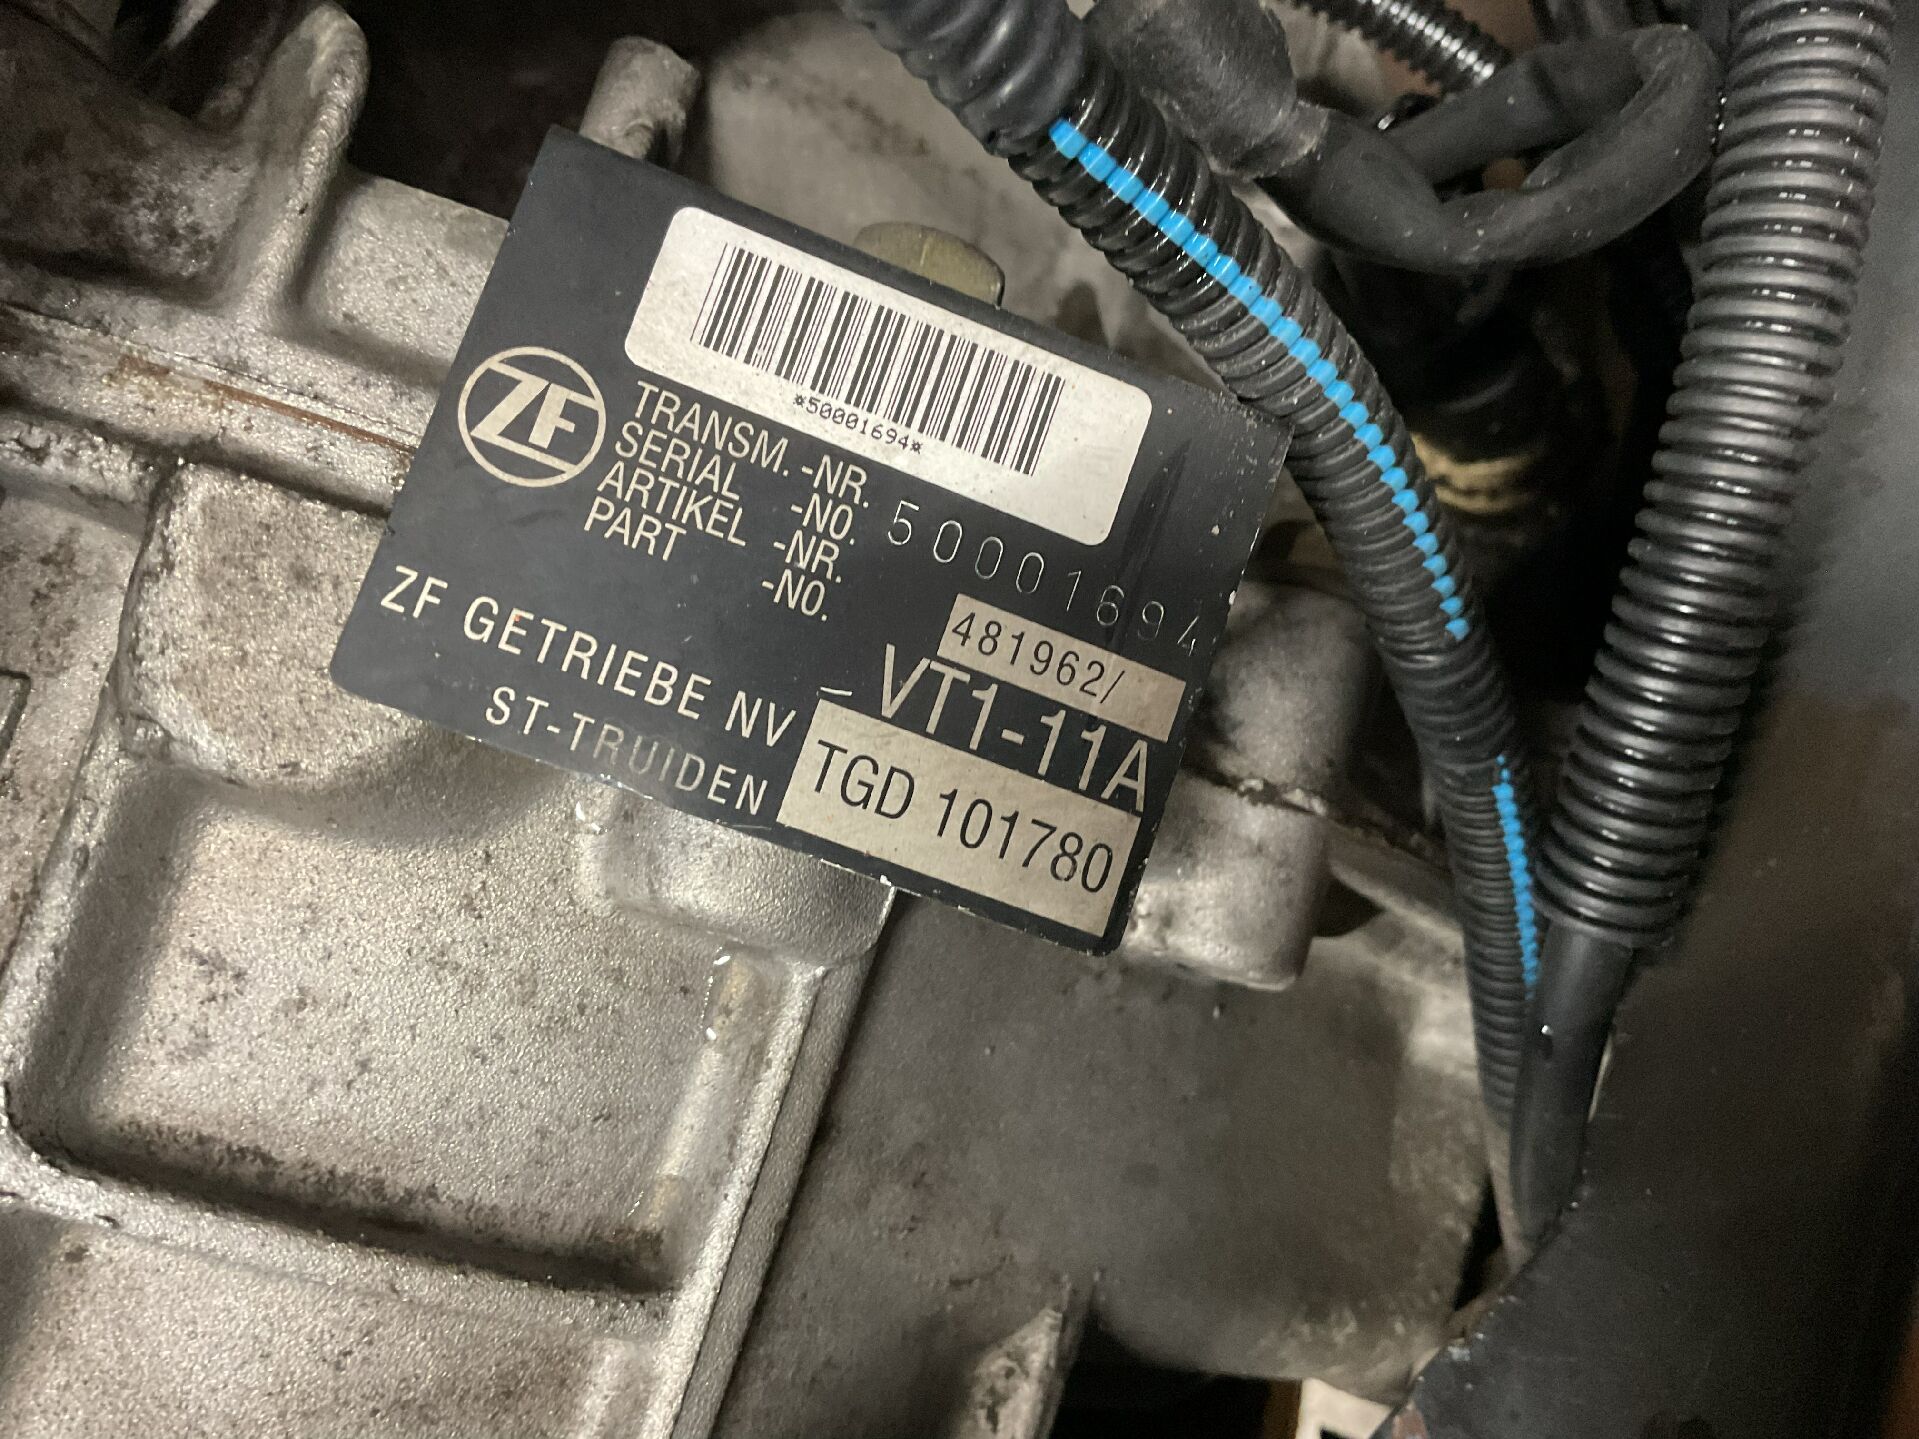 *50001694*
ZF
TRANSM. -NR.
SERIAL -NO. 50001694
ARTIKEL -NR.
PART -NO. 481962/
VT1-11A
ZF GETRIEBE NV
ST-TRUIDEN
TGD 101780